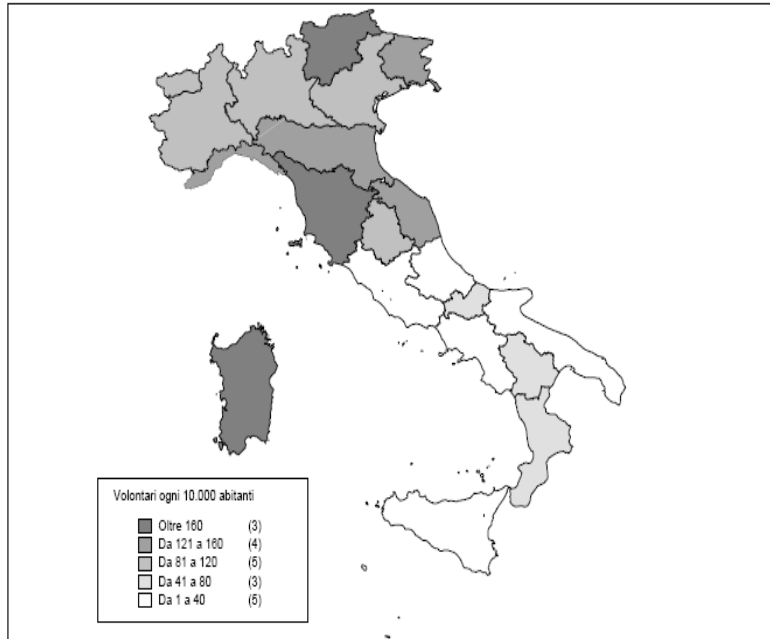 Volontari ogni 10.000 abitanti
Oltre 160 (3)
Da 121 a 160 (4)
Da 81 a 120 (5)
Da 41 a 80 (3)
Da 1 a 40 (5)